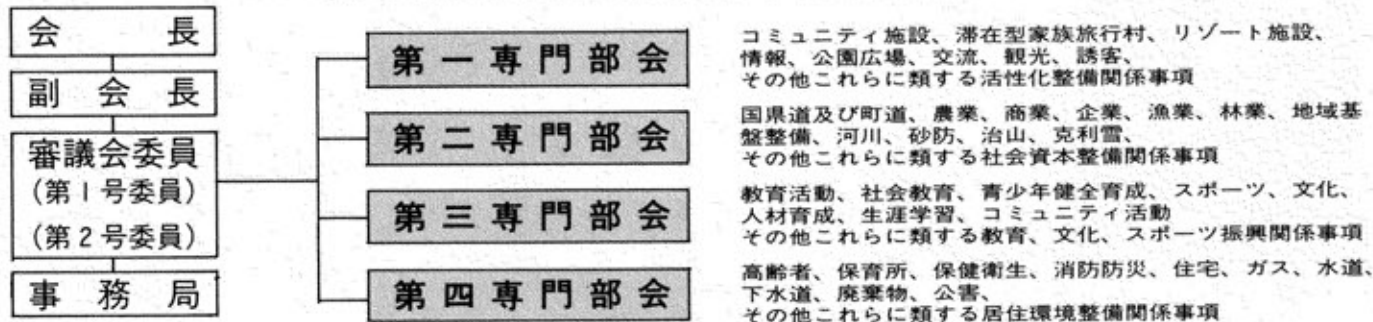 会長
副会長
審議会委員
(第1号委員)
(第2号委員)
事務局
第一専門部会
コミュニティ施設、滞在型家族旅行村、リゾート施設、
情報、公園広場、交流、観光、誘客、
その他これらに類する活性化整備関係事項
第二専門部会
国県道及び町道、農業、商業、企業、漁業、林業、地域基
盤整備、河川、砂防、治山、克利雪、
その他これらに類する社会資本整備関係事項
第三専門部会
教育活動、社会教育、青少年健全育成、スポーツ、文化、
人材育成、生涯学習、コミュニティ活動
その他これらに類する教育、文化、スポーツ振興関係事項
第四専門部会
高齢者、保育所、保健衛生、消防防災、住宅、ガス、水道、
下水道、廃棄物、公害、
その他これらに類する居住環境整備関係事項